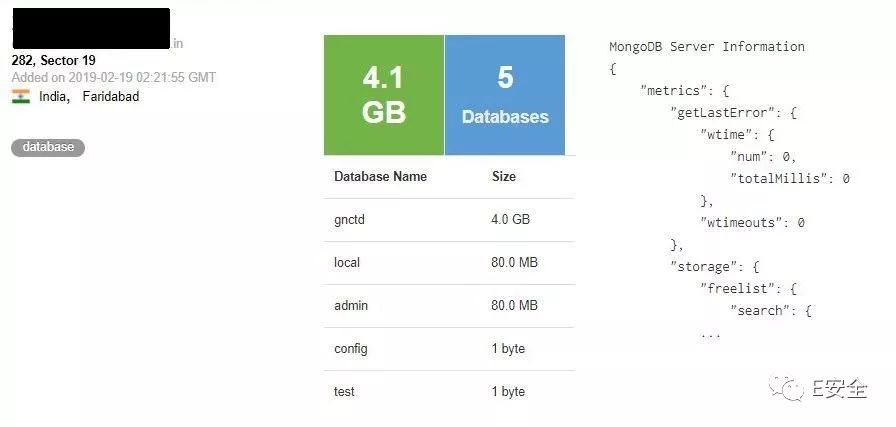 in
282, Sector 19
Added on 2019-02-19 02:21:55 GMT
India, Faridabad
database
4.1
GB
5
Databases
Database Name Size
gnctd 4.0 GB
local 80.0 MB
admin 80.0 MB
config 1 byte
test 1 byte
MongoDB Server Information
{
"metrics": {
"getLastError": {
"wtime": {
"num": 0,
"totalMillis": 0
},
"wtimeouts": 0
},
"storage": {
"freelist": {
"search": {
...
E安全